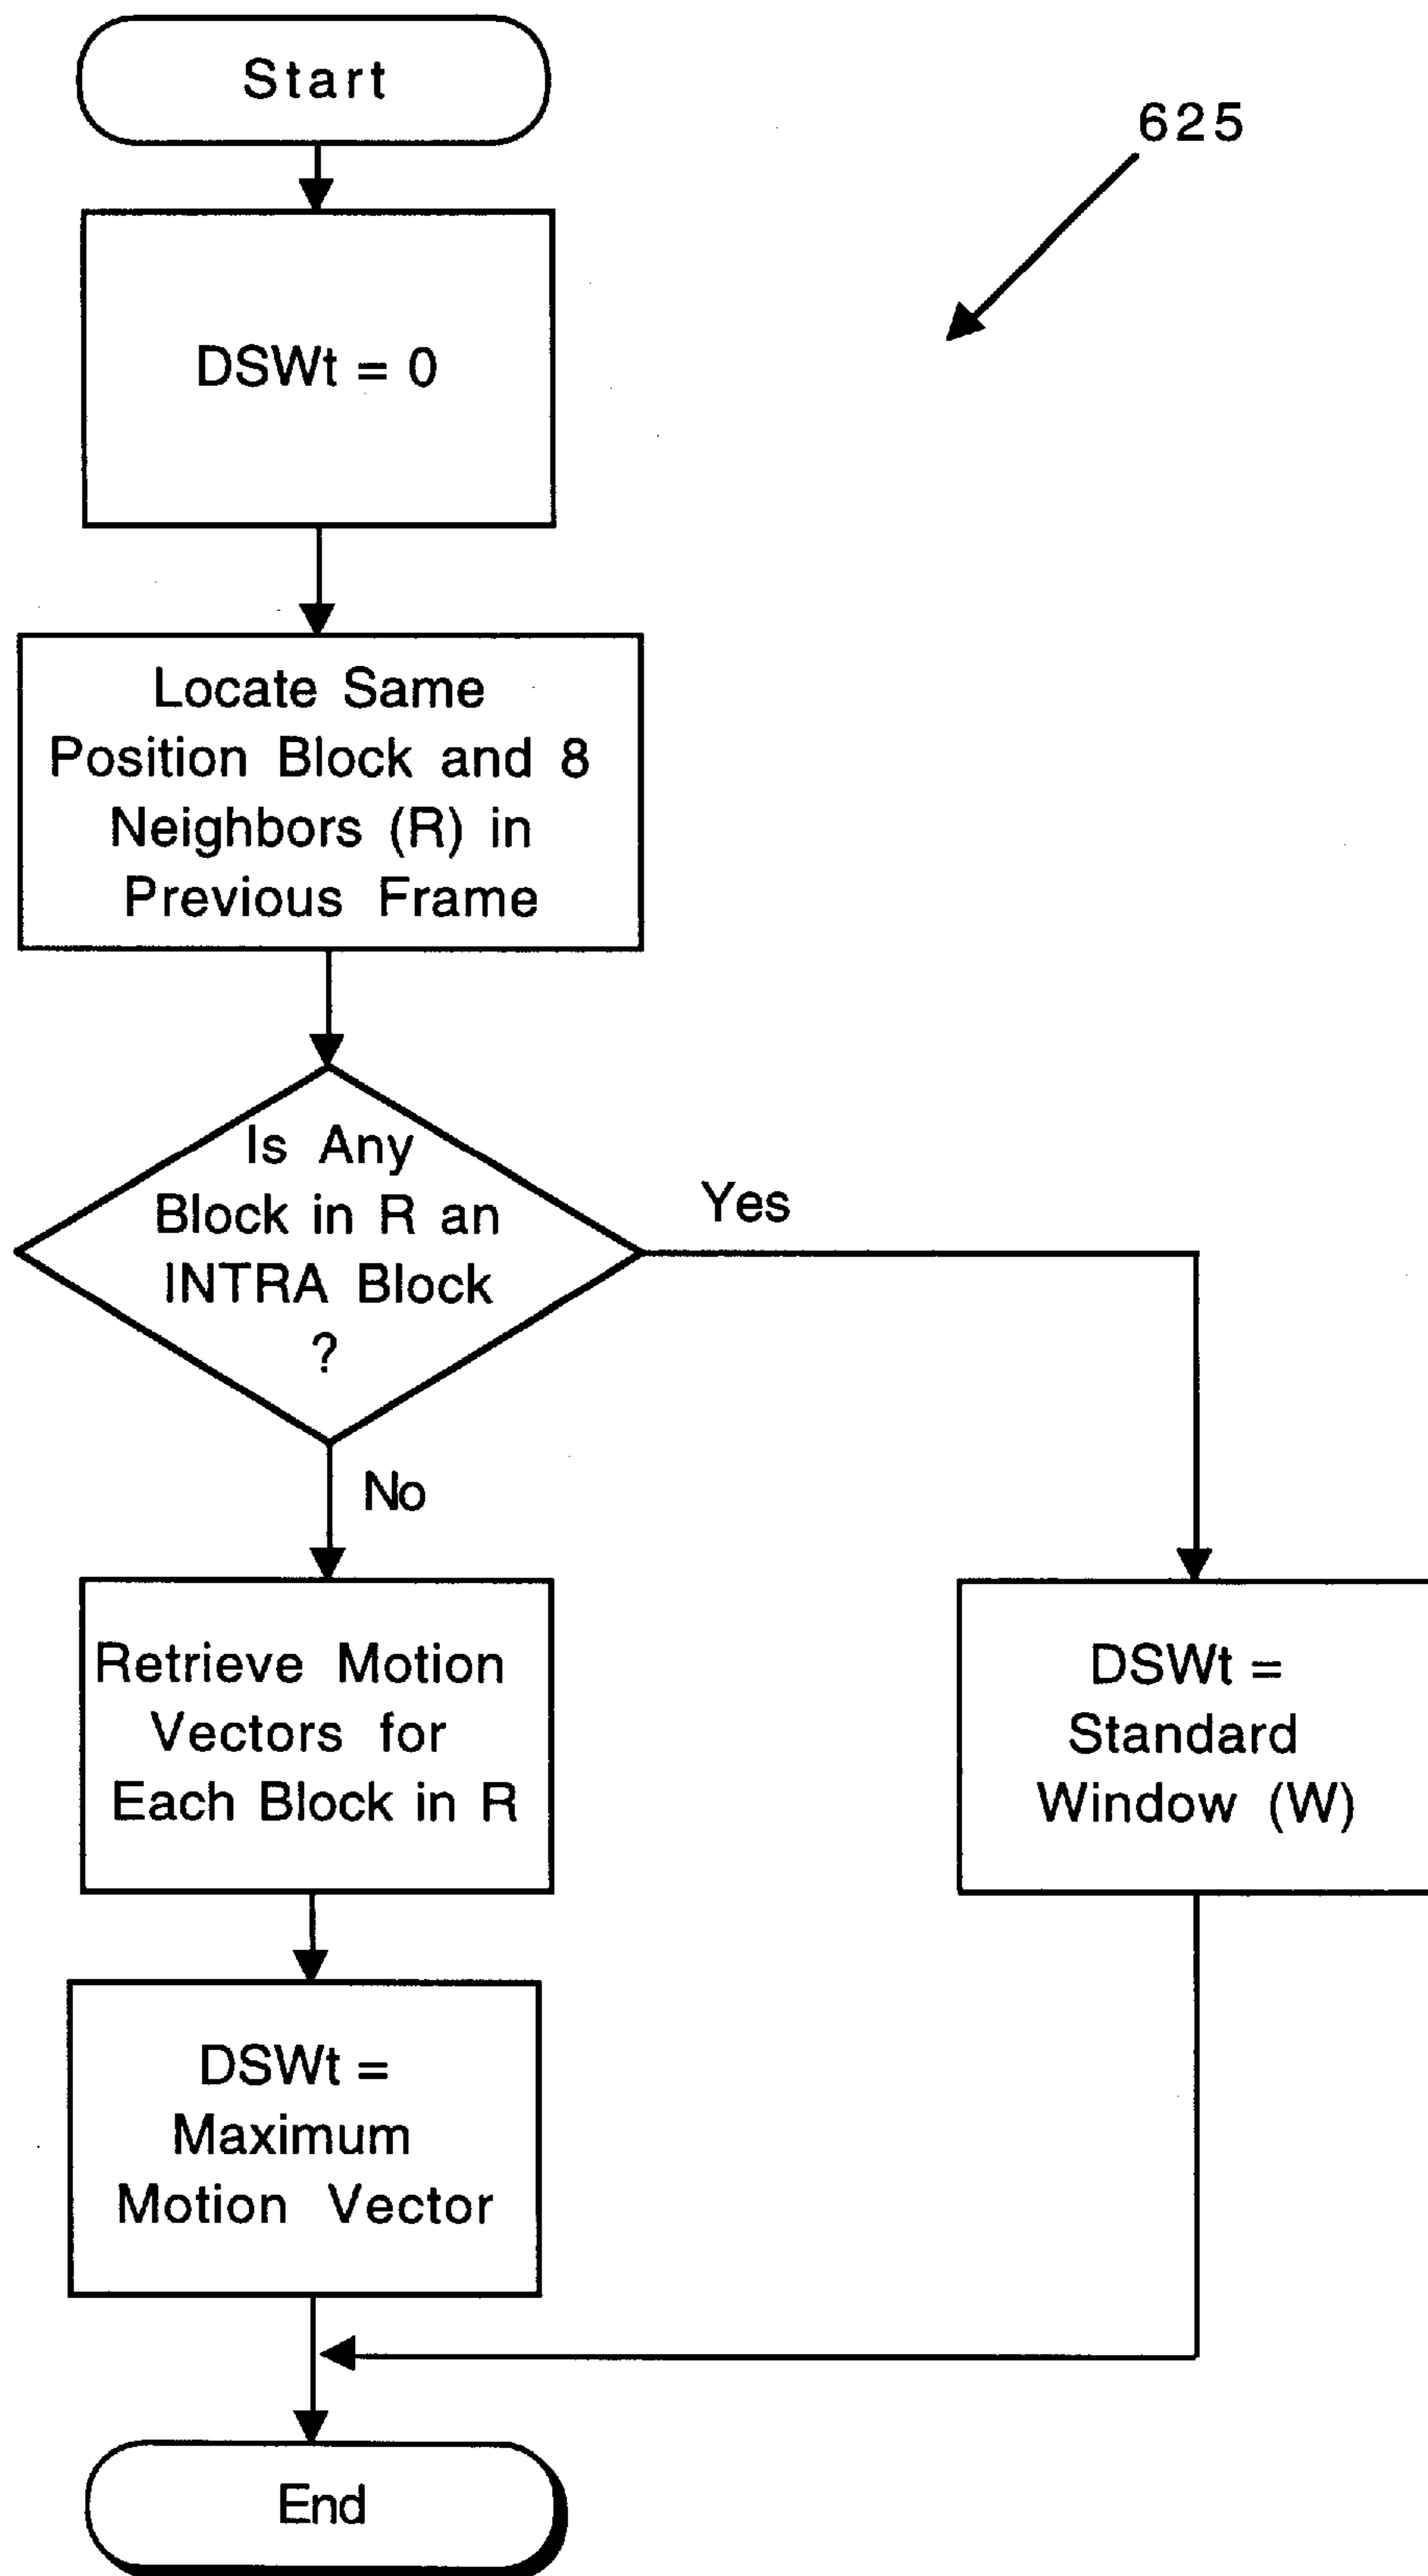 Start
625
DSWt = 0
Locate Same
Position Block and 8
Neighbors (R) in
Previous Frame
Is Any
Block in R an
INTRA Block
?
Yes
No
Retrieve Motion
Vectors for
Each Block in R
DSWt =
Standard
Window (W)
DSWt =
Maximum
Motion Vector
End